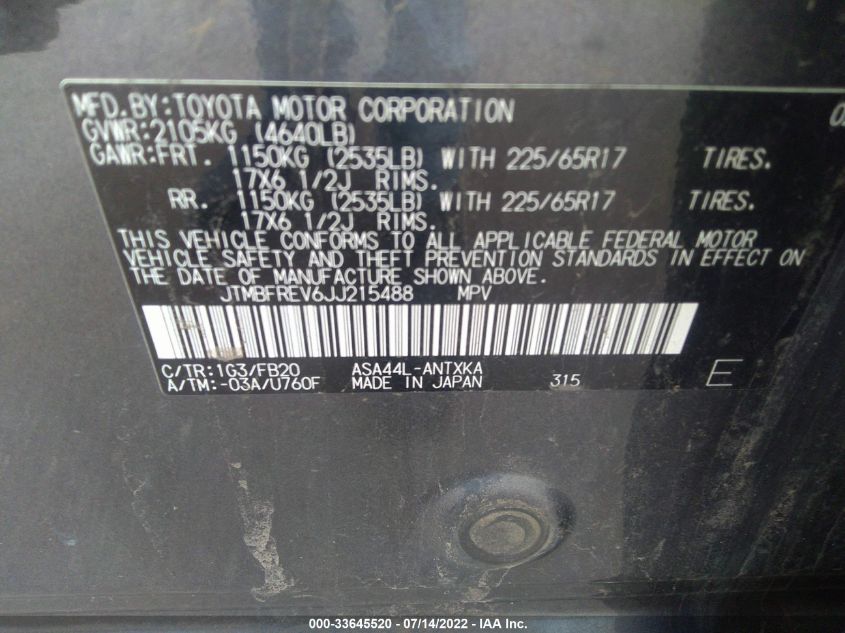 MFD.BY:TOYOTA MOTOR CORPORATION
GVWR:2105KG (4640LB)
GAWR:FRT. 1150KG (2535LB) WITH 225/65R17 TIRES.
17X6 1/2J RIMS.
RR. 1150KG (2535LB) WITH 225/65R17 TIRES.
17X6 1/2J RIMS.
THIS VEHICLE CONFORMS TO ALL APPLICABLE FEDERAL MOTOR
VEHICLE SAFETY AND THEFT PREVENTION STANDARDS IN EFFECT ON
THE DATE OF MANUFACTURE SHOWN ABOVE.
JTMBFREV6JJ215488 MPV
C/TR:1G3/FB20 ASA44L-ANTXKA
A/TM:-03A/U760F MADE IN JAPAN 315 E
000-33645520 - 07/14/2022 - IAA Inc.